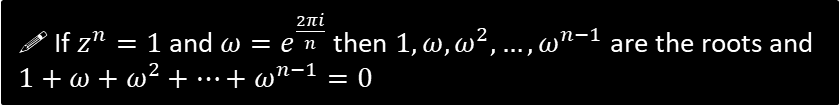 If zⁿ = 1 and ω = e^(2πi/n) then 1, ω, ω², …, ωⁿ⁻¹ are the roots and
1 + ω + ω² + ⋯ + ωⁿ⁻¹ = 0